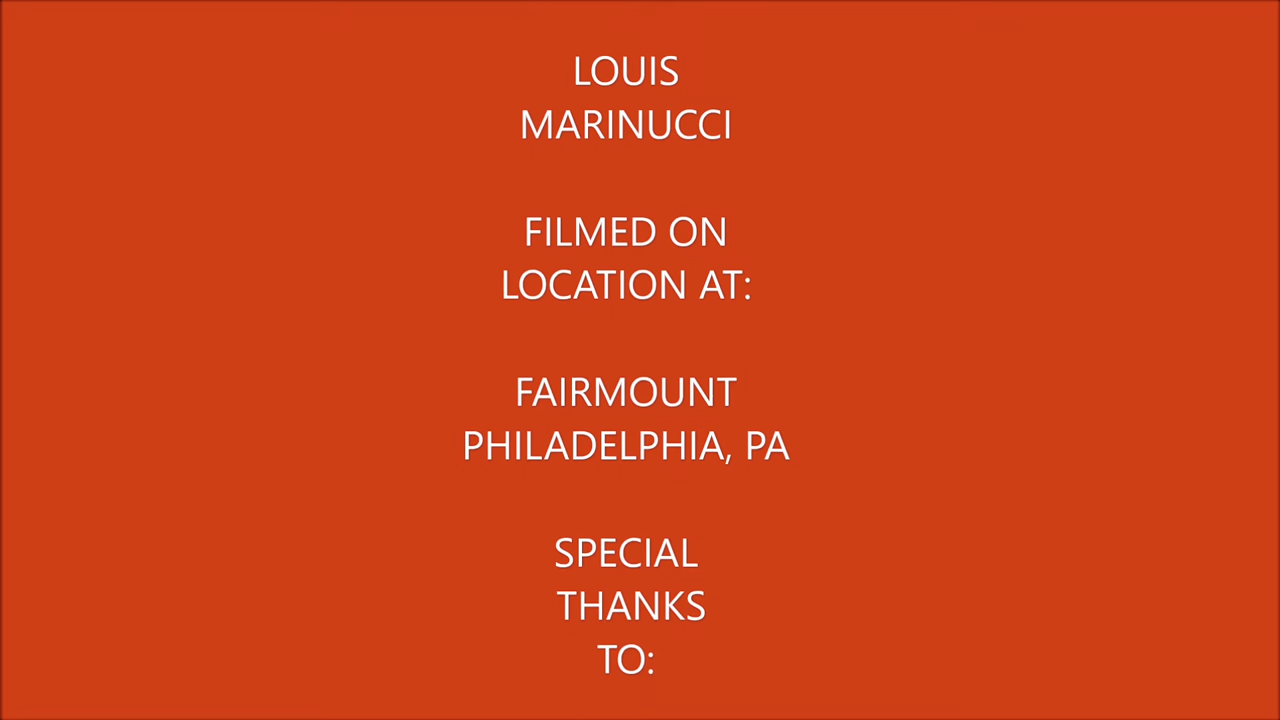 LOUIS
MARINUCCI
FILMED ON
LOCATION AT:
FAIRMOUNT
PHILADELPHIA, PA
SPECIAL
THANKS
TO: